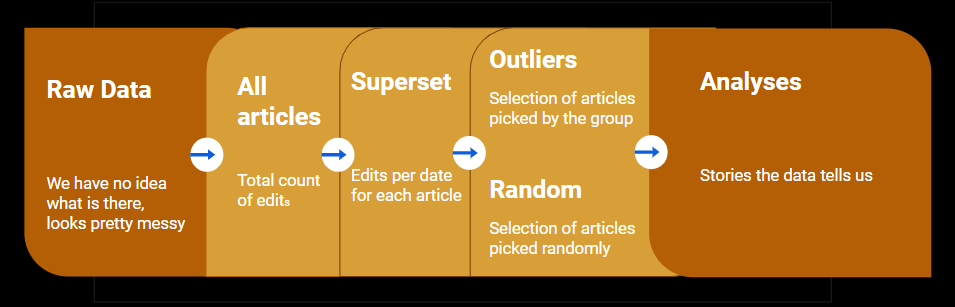 Raw Data
We have no idea
what is there,
looks pretty messy
All
articles
Total count
of edits
Superset
Edits per date
for each article
Outliers
Selection of articles
picked by the group
Random
Selection of articles
picked randomly
Analyses
Stories the data tells us